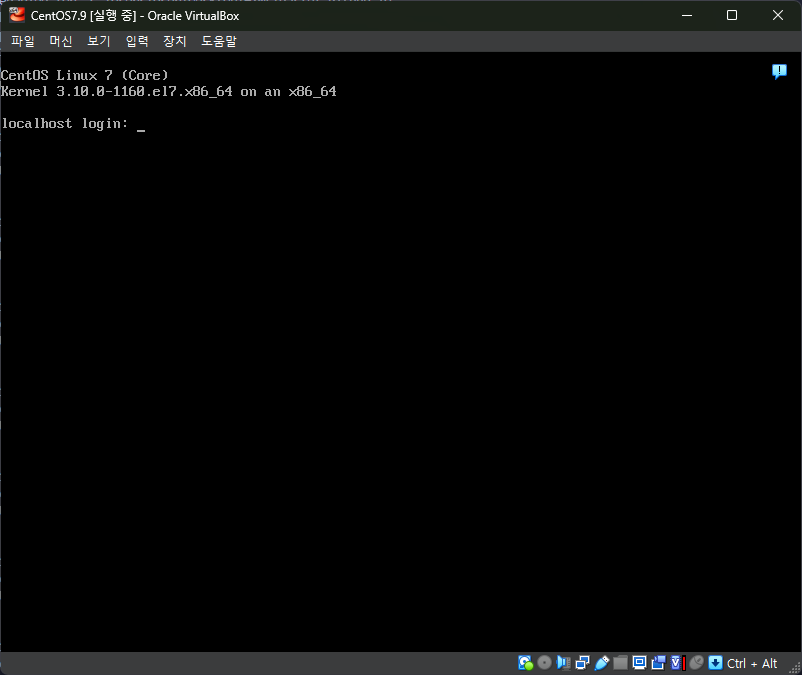 CentOS7.9 [실행 중] - Oracle VirtualBox
파일 머신 보기 입력 장치 도움말
CentOS Linux 7 (Core)
Kernel 3.10.0-1160.el7.x86_64 on an x86_64
localhost login: _
Ctrl + Alt